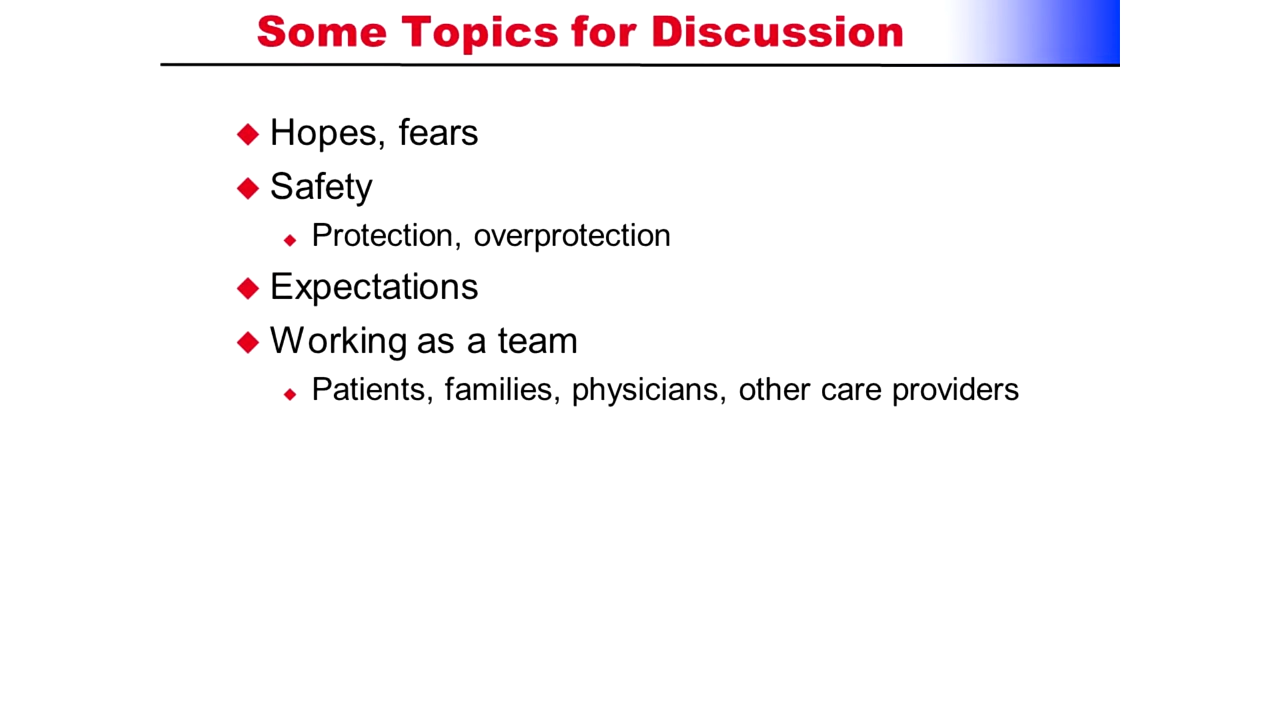 Some Topics for Discussion
Hopes, fears
Safety
Protection, overprotection
Expectations
Working as a team
Patients, families, physicians, other care providers